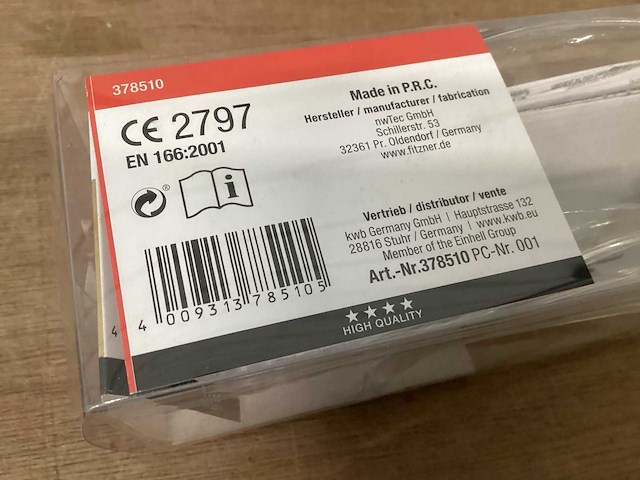 378510
CE 2797
EN 166:2001
Made in P.R.C.
Hersteller / manufacturer / fabrication
nwTec GmbH
Schillerstr. 53
32361 Pr. Oldendorf / Germany
www.fitzner.de
®
i
Vertrieb / distributor / vente
kwb Germany GmbH | Hauptstrasse 132
28816 Stuhr / Germany | www.kwb.eu
Member of the Einhell Group
Art.-Nr.378510 PC-Nr. 001
4 009313 785105
4
HIGH QUALITY